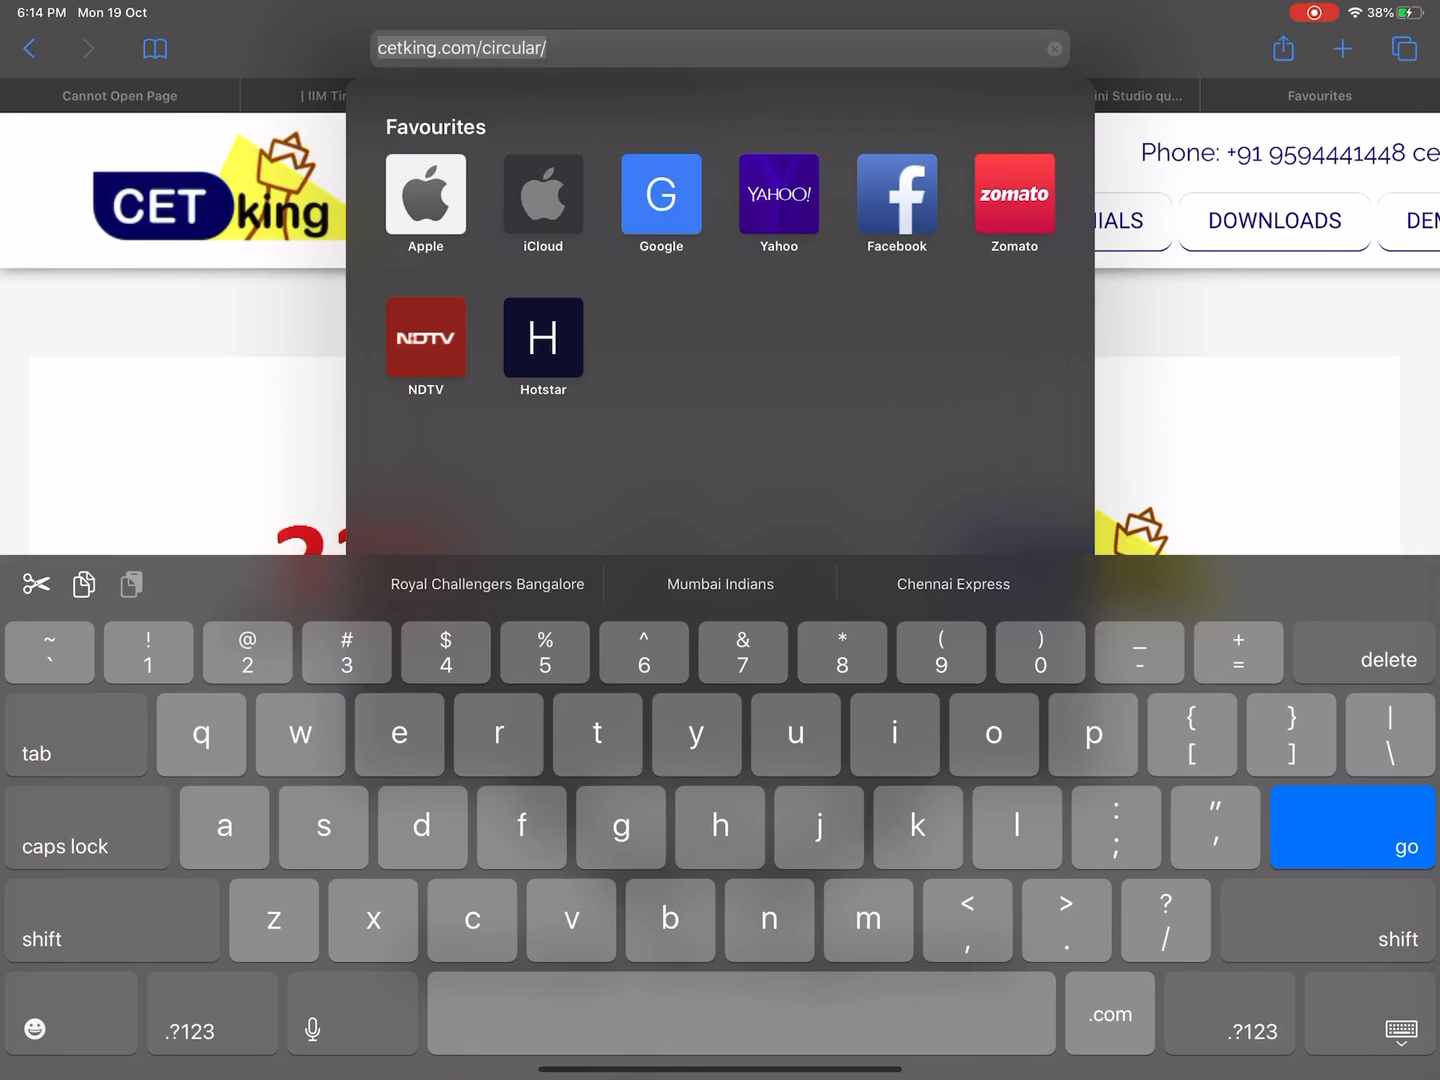 6:14 PM Mon 19 Oct
38%
cetking.com/circular/
Cannot Open Page
| IIM Tir
ini Studio qu...
Favourites
Favourites
CET king
Phone: +91 9594441448 ce
IALS
DOWNLOADS
DEM
YAHOO!
zomato
G
f
Apple
iCloud
Google
Yahoo
Facebook
Zomato
NDTV
H
NDTV
Hotstar
Royal Challengers Bangalore
Mumbai Indians
Chennai Express
~ ! @ # $ % ^ & * ( ) _ +
` 1 2 3 4 5 6 7 8 9 0 - = delete
tab q w e r t y u i o p { [ } ] | \
caps lock a s d f g h j k l : ; " ' go
shift z x c v b n m < , > . ? / shift
.?123
.com
.?123